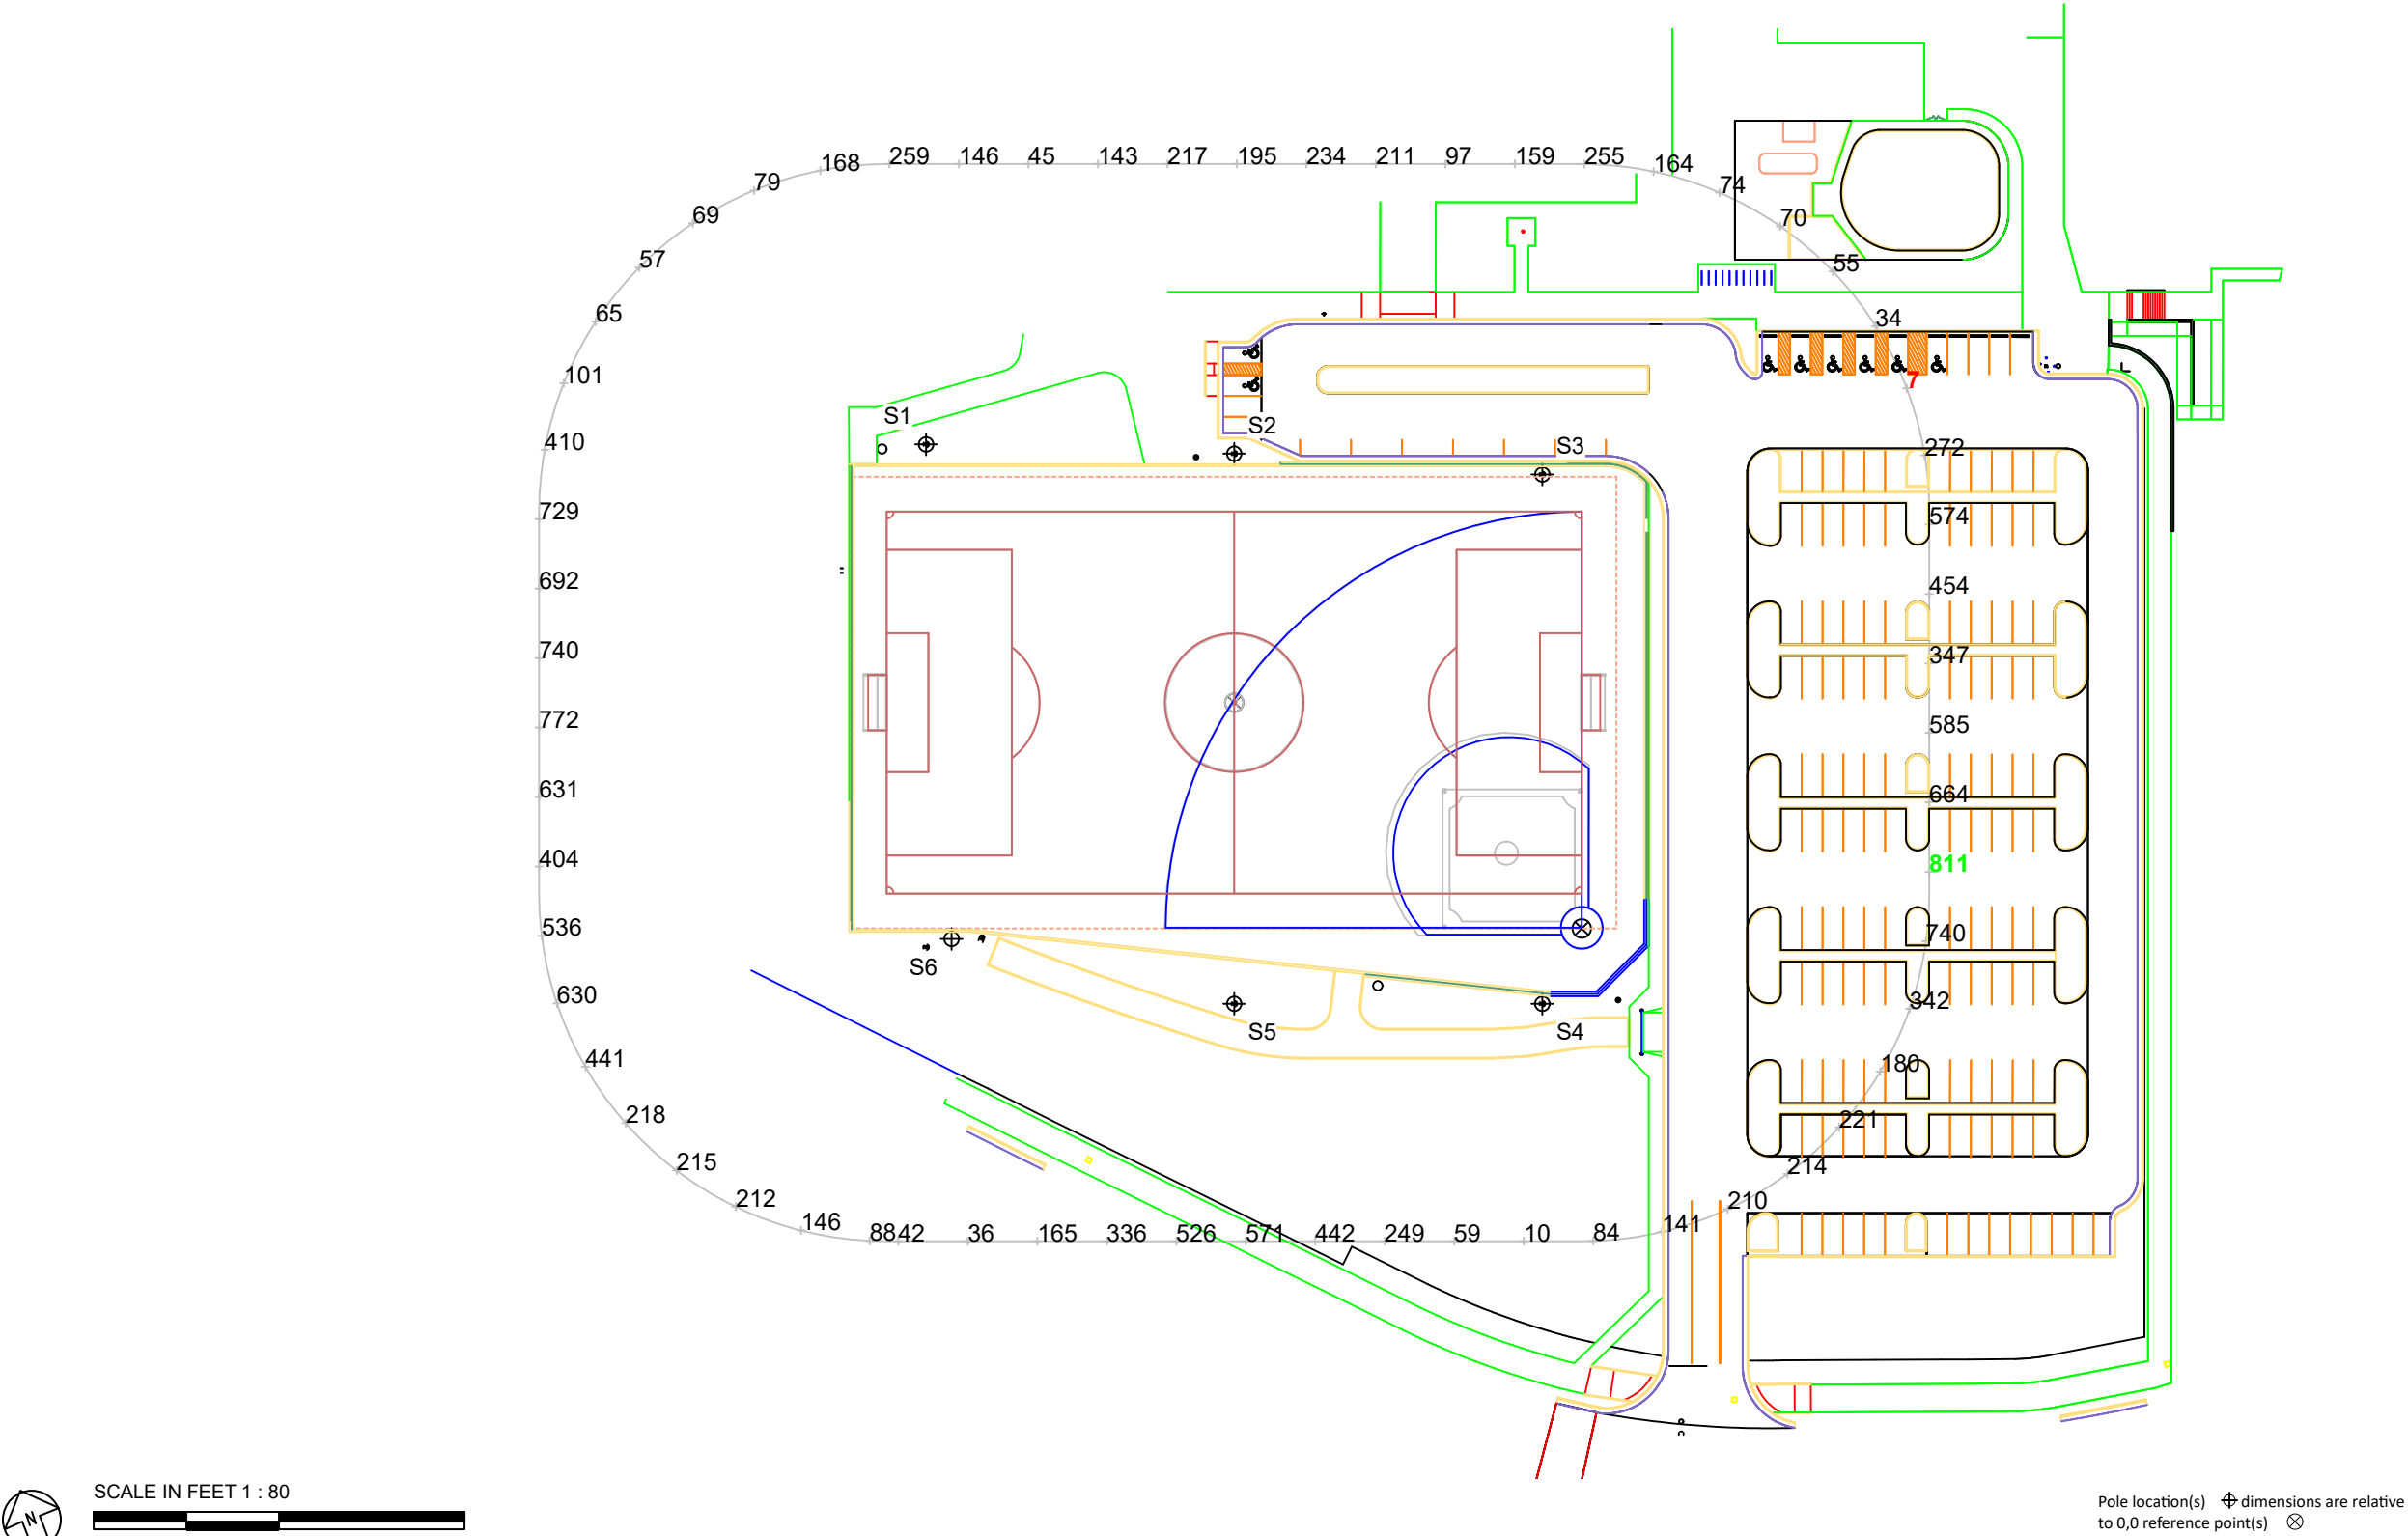 259 146 45 143 217 195 234 211 97 159 255
168 164
79 74
69 70
57 55
65 34
101 7
S1
S2
410 S3 272
729 574
692 454
740 347
772 585
631 664
404 811
536 740
S6
630 342
S5 S4
441 180
218 221
215 214
212 210
146 88 42 36 165 336 526 571 442 249 59 10 84 141
SCALE IN FEET 1 : 80
N
Pole location(s) dimensions are relative
to 0,0 reference point(s)